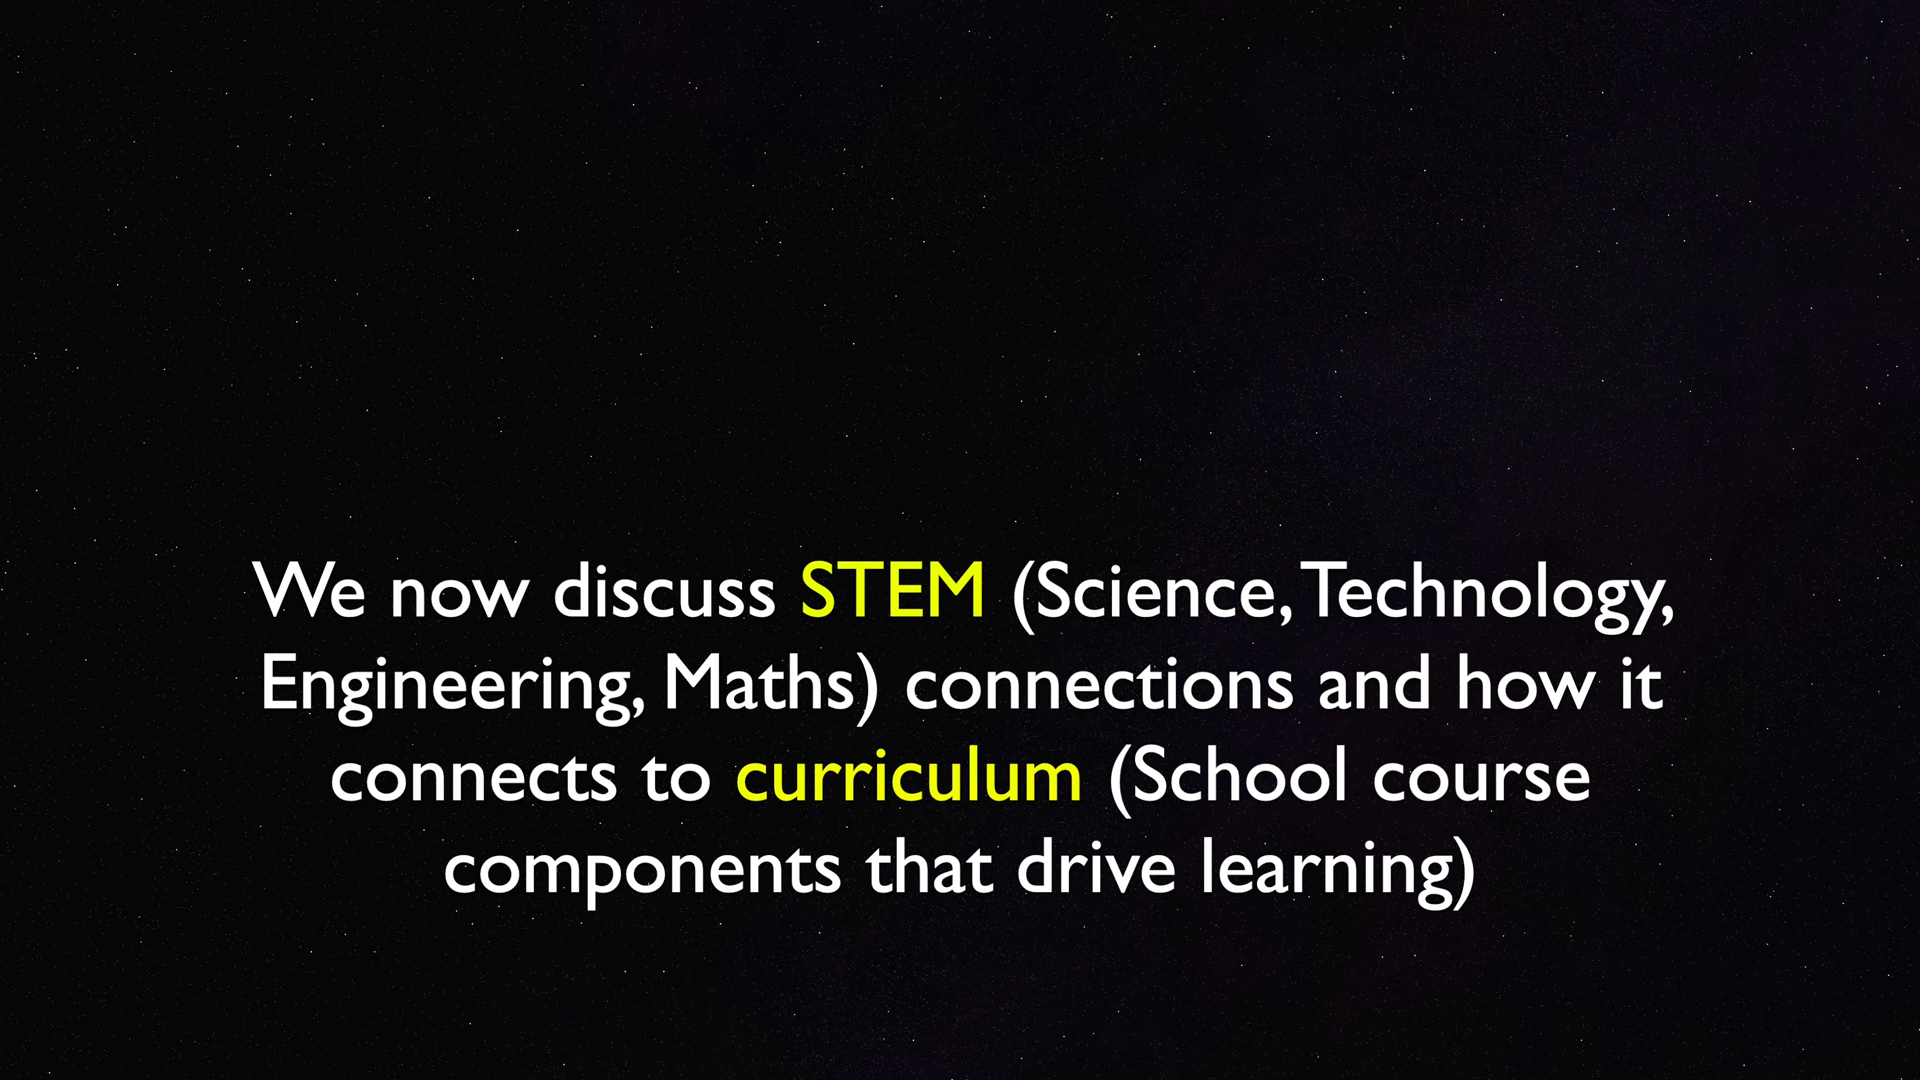 We now discuss STEM (Science, Technology,
Engineering, Maths) connections and how it
connects to curriculum (School course
components that drive learning)